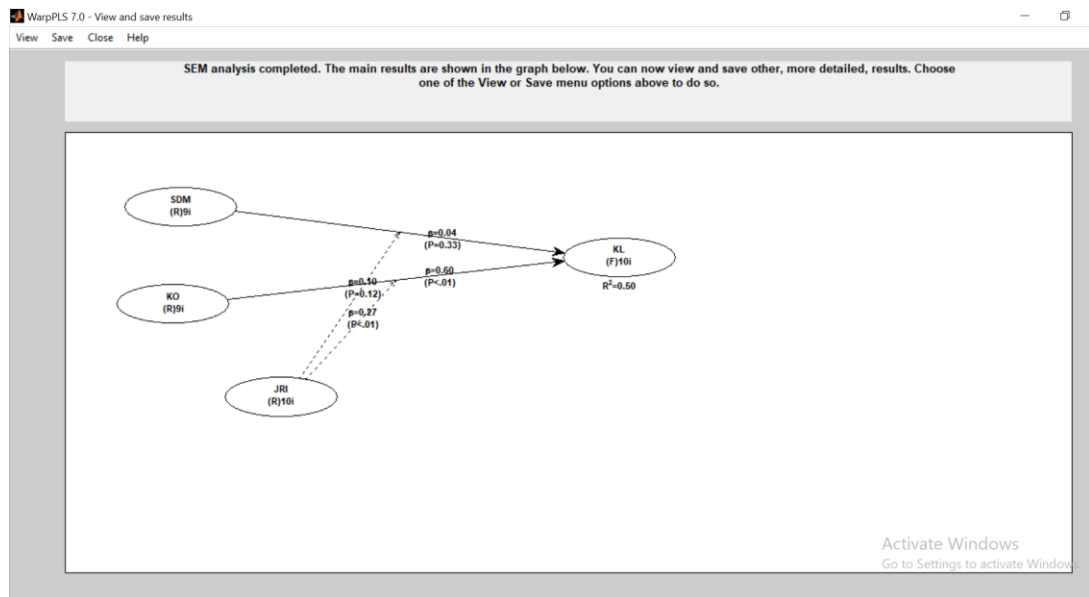 WarpPLS 7.0 - View and save results
View Save Close Help
SEM analysis completed. The main results are shown in the graph below. You can now view and save other, more detailed, results. Choose
one of the View or Save menu options above to do so.
SDM
(R)9i
β=0.04
(P=0.33)
KL
(F)10i
R²=0.50
β=0.60
(P<.01)
β=0.10
(P=0.12)
KO
(R)9i
β=0.27
(P<.01)
JRI
(R)10i
Activate Windows
Go to Settings to activate Windows.